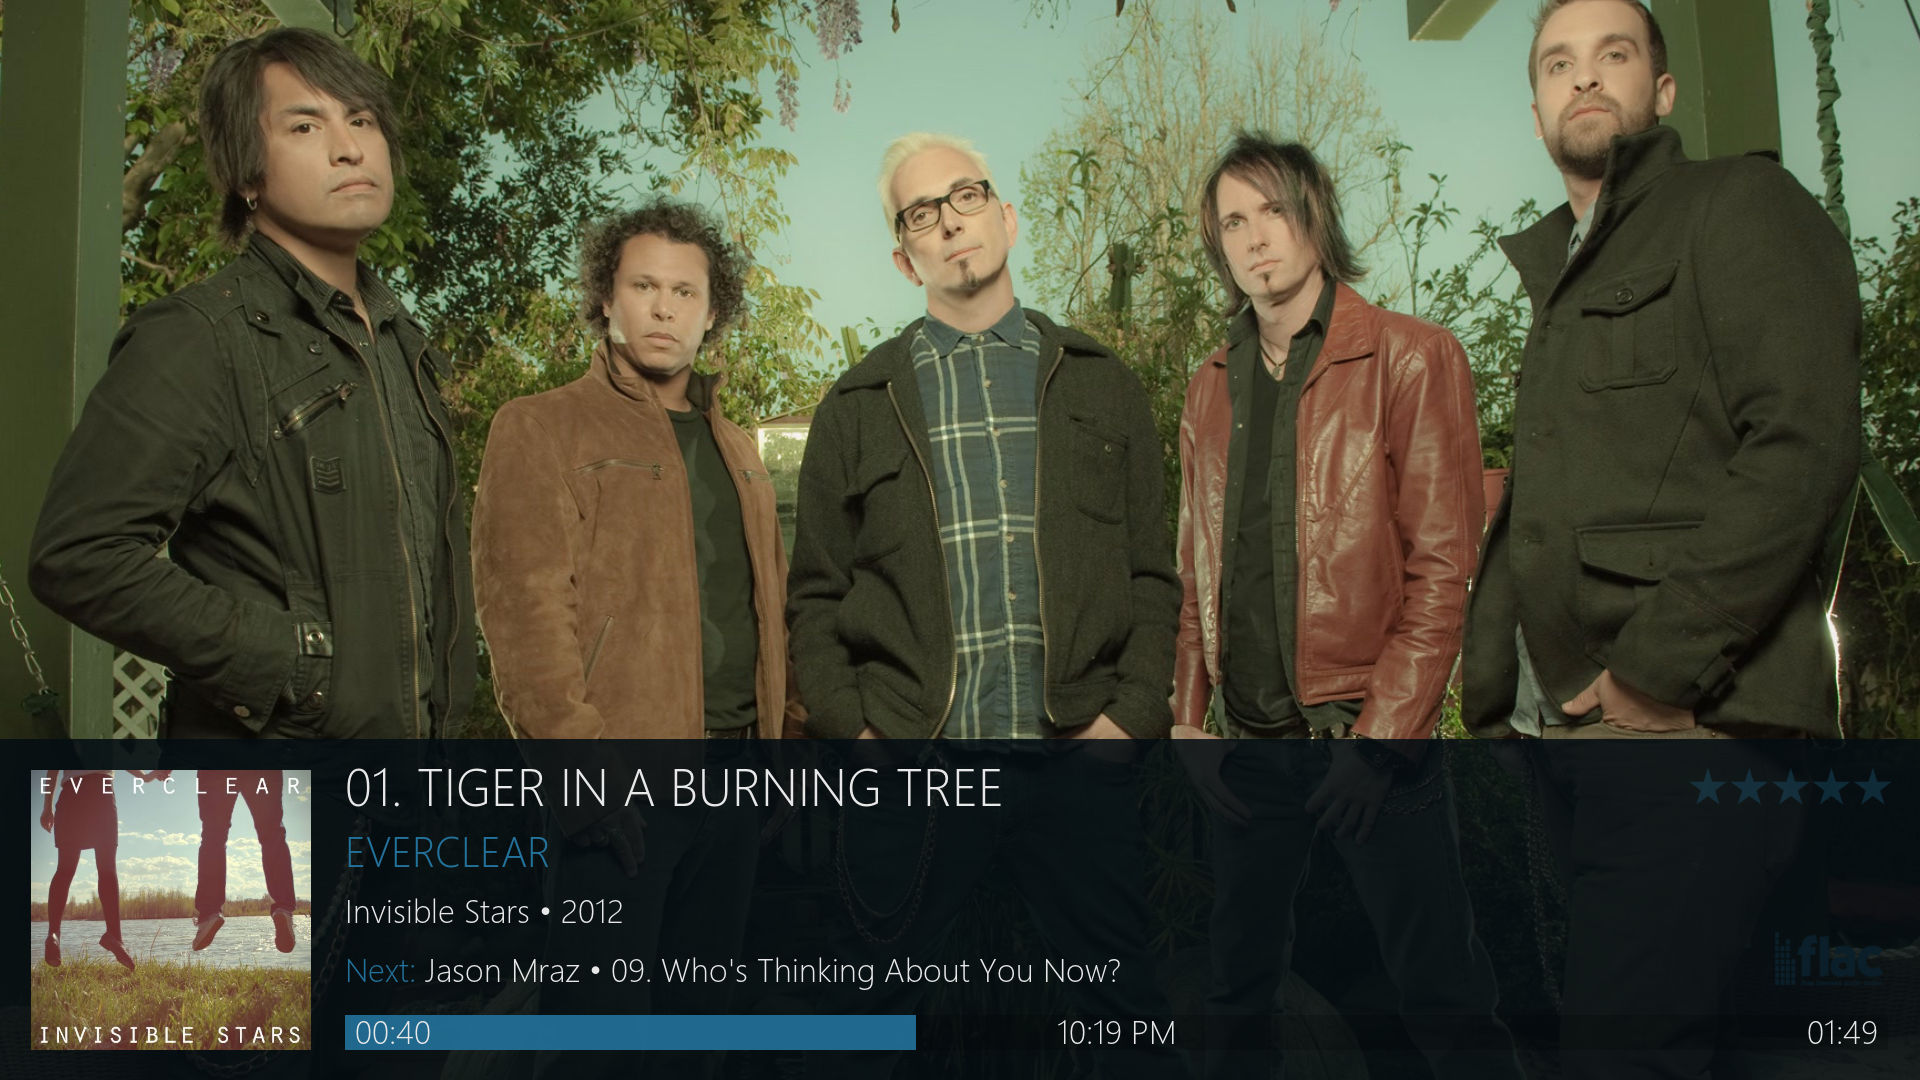 01. TIGER IN A BURNING TREE
EVERCLEAR
Invisible Stars • 2012
Next: Jason Mraz • 09. Who's Thinking About You Now?
00:40
10:19 PM
01:49
EVERCLEAR
INVISIBLE STARS
flac